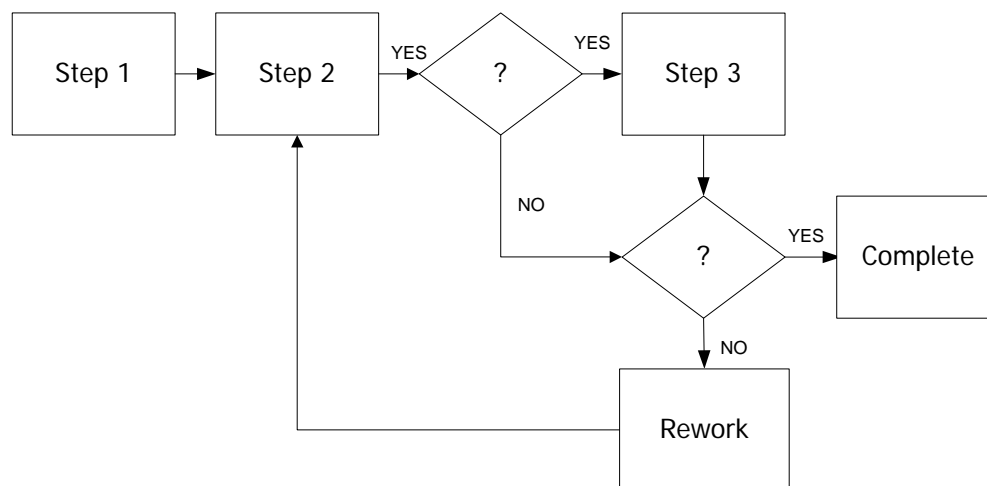 Step 1
Step 2
YES
?
YES
Step 3
NO
?
YES
Complete
NO
Rework